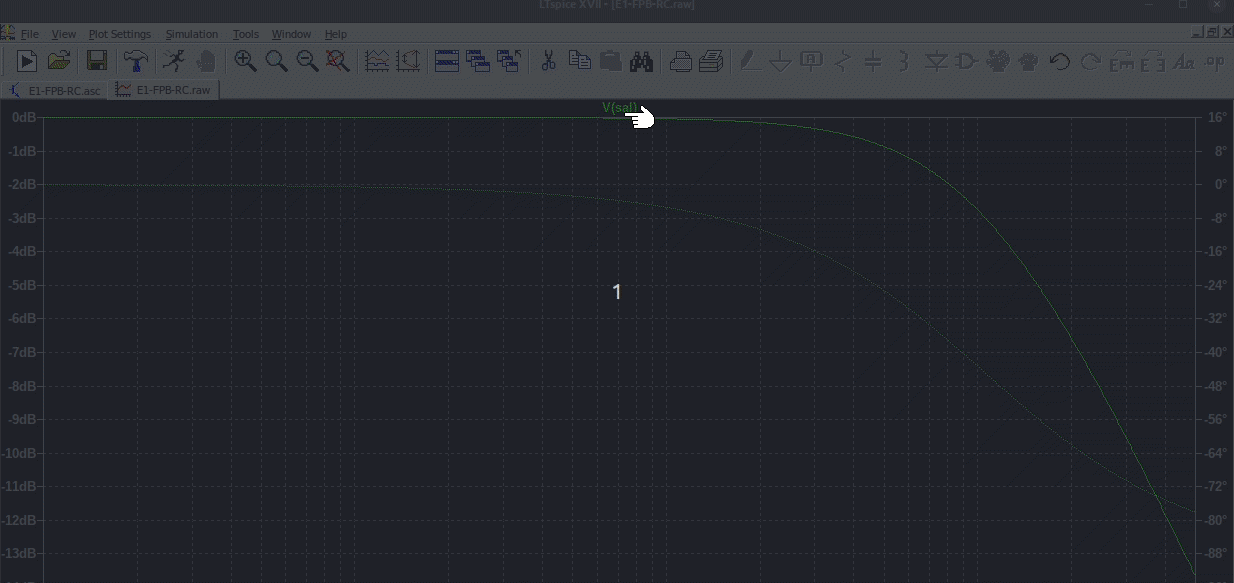 LTspice XVII - [E1-FPB-RC.raw]
File View Plot Settings Simulation Tools Window Help
E1-FPB-RC.asc E1-FPB-RC.raw
V(sal)
0dB 16°
-1dB 8°
-2dB 0°
-3dB -8°
-4dB -16°
-5dB -24°
1
-6dB -32°
-7dB -40°
-8dB -48°
-9dB -56°
-10dB -64°
-11dB -72°
-12dB -80°
-13dB -88°